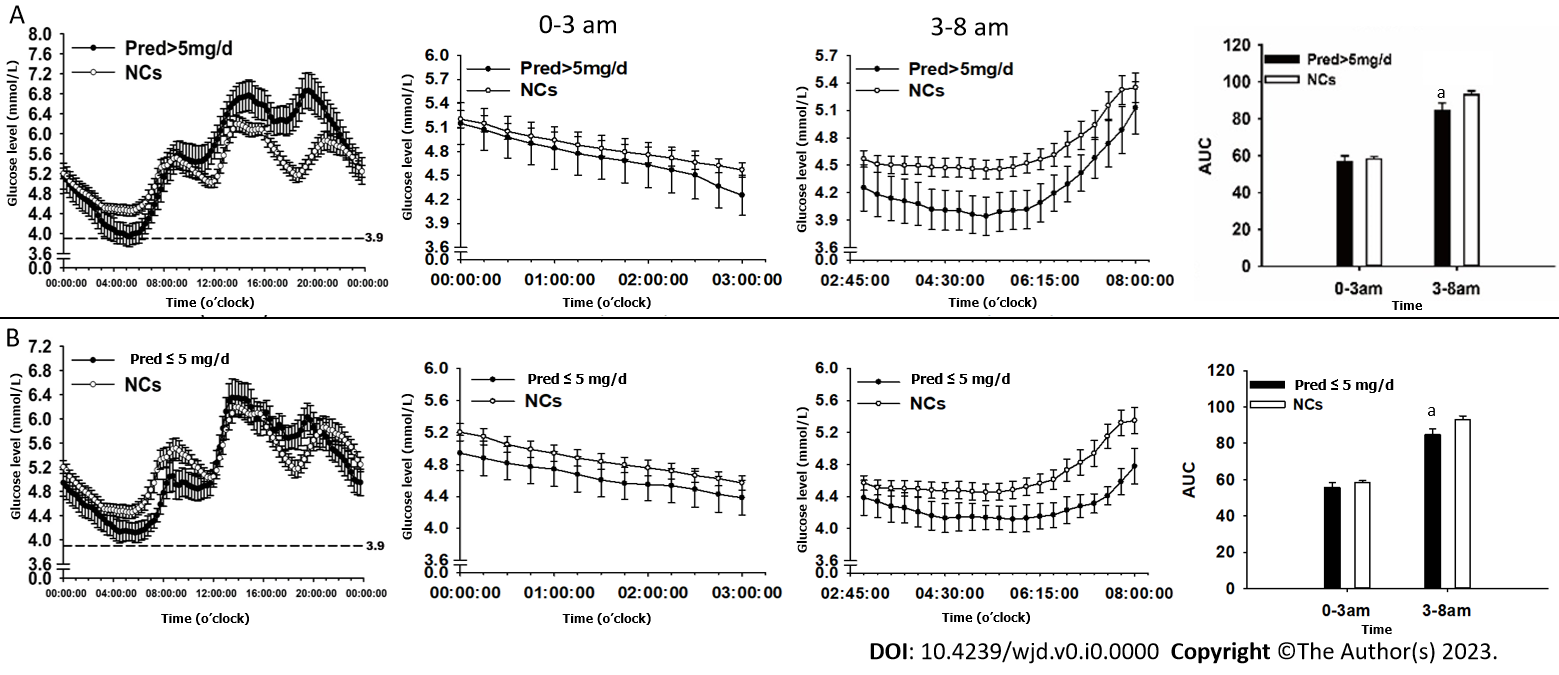 A
0-3 am
3-8 am
8.0
7.6
7.2
6.8
6.4
6.0
5.6
5.2
4.8
4.4
4.0
3.6
0.0
Glucose level (mmol/L)
Pred>5mg/d
NCs
3.9
00:00:00 04:00:00 08:00:00 12:00:00 16:00:00 20:00:00 00:00:00
Time (o'clock)
6.0
5.7
5.4
5.1
4.8
4.5
4.2
3.9
3.6
0.0
Glucose level (mmol/L)
Pred>5mg/d
NCs
00:00:00 01:00:00 02:00:00 03:00:00
Time (o'clock)
5.7
5.4
5.1
4.8
4.5
4.2
3.9
3.6
0.0
Glucose level (mmol/L)
Pred>5mg/d
NCs
02:45:00 04:30:00 06:15:00 08:00:00
Time (o'clock)
120
100
80
60
40
20
0
AUC
Pred>5mg/d
NCs
a
0-3am 3-8am
Time
B
7.2
6.8
6.4
6.0
5.6
5.2
4.8
4.4
4.0
3.6
0.0
Glucose level (mmol/L)
Pred ≤ 5 mg/d
NCs
3.9
00:00:00 04:00:00 08:00:00 12:00:00 16:00:00 20:00:00 00:00:00
Time (o'clock)
6.0
5.6
5.2
4.8
4.4
4.0
3.6
0.0
Glucose level (mmol/L)
Pred ≤ 5 mg/d
NCs
00:00:00 01:00:00 02:00:00 03:00:00
Time (o'clock)
6.0
5.6
5.2
4.8
4.4
4.0
3.6
0.0
Glucose level (mmol/L)
Pred ≤ 5 mg/d
NCs
02:45:00 04:30:00 06:15:00 08:00:00
Time (o'clock)
120
100
80
60
40
20
0
AUC
Pred ≤ 5 mg/d
NCs
a
0-3am 3-8am
Time
DOI: 10.4239/wjd.v0.i0.0000 Copyright ©The Author(s) 2023.